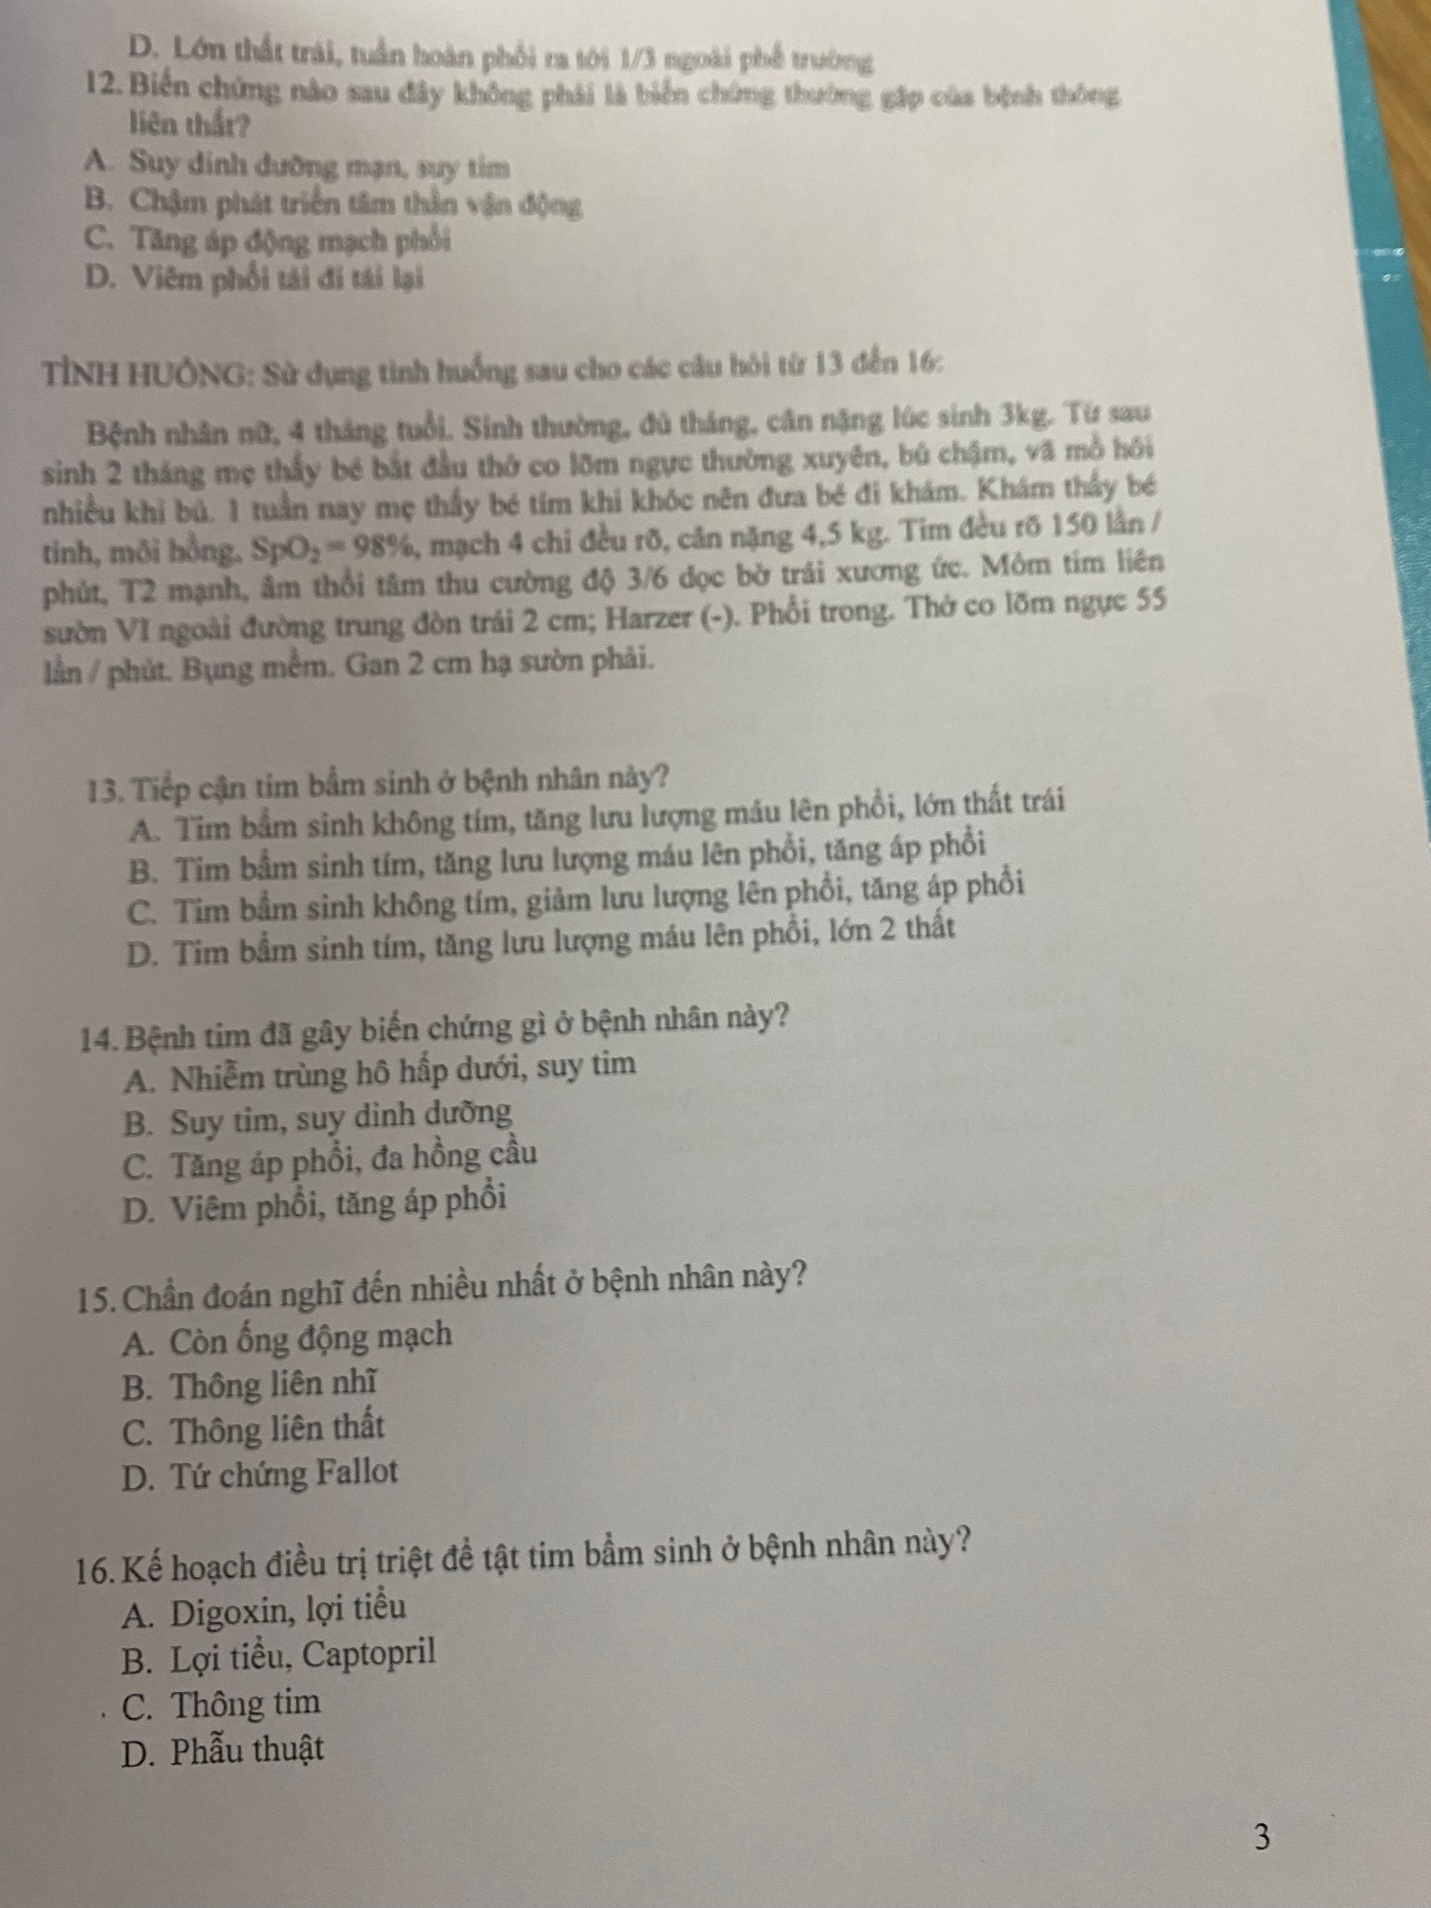 D. Lớn thất trái, tuần hoàn phổi ra tới 1/3 ngoài phế trường
12. Biến chứng nào sau đây không phải là biến chứng thường gặp của bệnh thông
liên thất?
A. Suy dinh dưỡng mạn, suy tim
B. Chậm phát triển tâm thần vận động
C. Tăng áp động mạch phổi
D. Viêm phổi tái đi tái lại
TÌNH HUỐNG: Sử dụng tình huống sau cho các câu hỏi từ 13 đến 16:
Bệnh nhân nữ, 4 tháng tuổi. Sinh thường, đủ tháng, cân nặng lúc sinh 3kg. Từ sau
sinh 2 tháng mẹ thấy bé bắt đầu thở co lõm ngực thường xuyên, bú chậm, vã mồ hôi
nhiều khi bú. 1 tuần nay mẹ thấy bé tím khi khóc nên đưa bé đi khám. Khám thấy bé
tỉnh, môi hồng, SpO₂ = 98%, mạch 4 chi đều rõ, cân nặng 4,5 kg. Tim đều rõ 150 lần /
phút, T2 mạnh, âm thổi tâm thu cường độ 3/6 dọc bờ trái xương ức. Mỏm tim liên
sườn VI ngoài đường trung đòn trái 2 cm; Harzer (-). Phổi trong. Thở co lõm ngực 55
lần / phút. Bụng mềm. Gan 2 cm hạ sườn phải.
13. Tiếp cận tim bẩm sinh ở bệnh nhân này?
A. Tim bẩm sinh không tím, tăng lưu lượng máu lên phổi, lớn thất trái
B. Tim bẩm sinh tím, tăng lưu lượng máu lên phổi, tăng áp phổi
C. Tim bẩm sinh không tím, giảm lưu lượng lên phổi, tăng áp phổi
D. Tim bẩm sinh tím, tăng lưu lượng máu lên phổi, lớn 2 thất
14. Bệnh tim đã gây biến chứng gì ở bệnh nhân này?
A. Nhiễm trùng hô hấp dưới, suy tim
B. Suy tim, suy dinh dưỡng
C. Tăng áp phổi, đa hồng cầu
D. Viêm phổi, tăng áp phổi
15. Chẩn đoán nghĩ đến nhiều nhất ở bệnh nhân này?
A. Còn ống động mạch
B. Thông liên nhĩ
C. Thông liên thất
D. Tứ chứng Fallot
16. Kế hoạch điều trị triệt để tật tim bẩm sinh ở bệnh nhân này?
A. Digoxin, lợi tiểu
B. Lợi tiểu, Captopril
C. Thông tim
D. Phẫu thuật
3